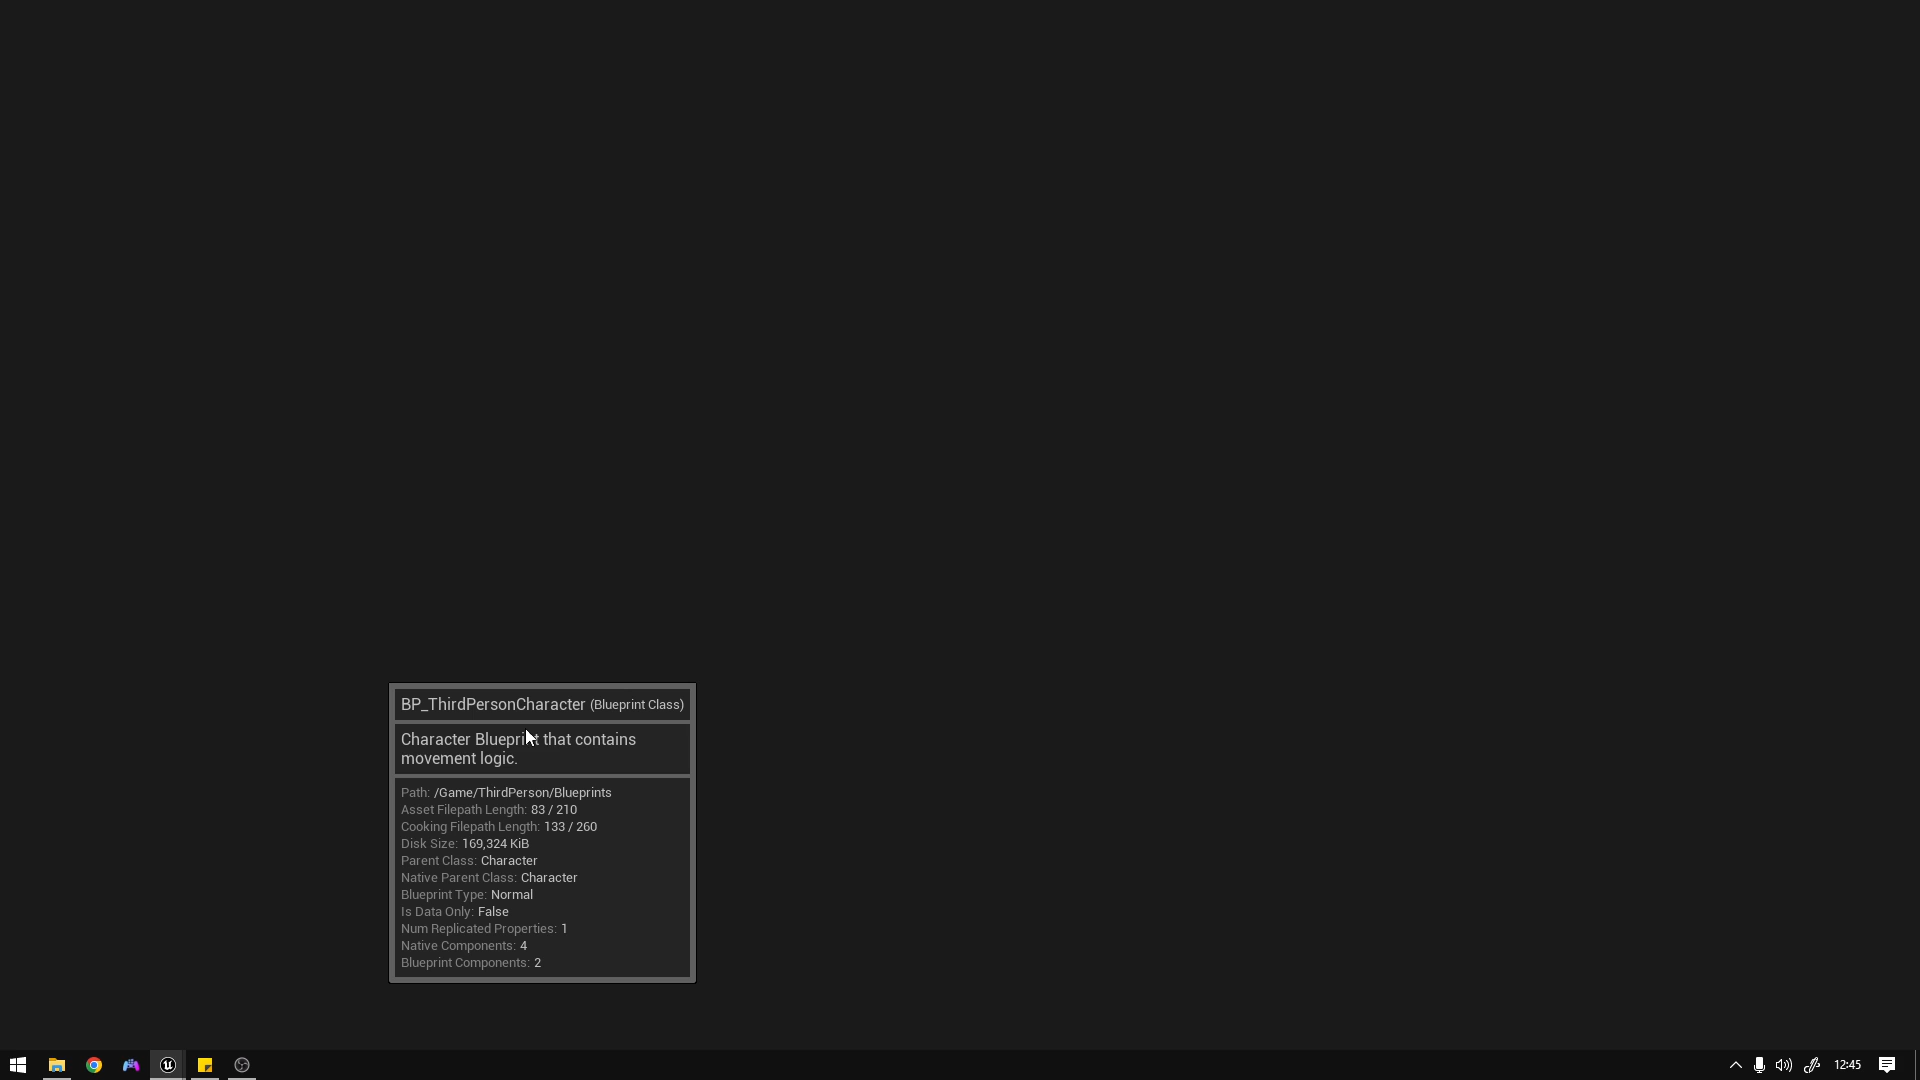 BP_ThirdPersonCharacter (Blueprint Class)
Character Blueprint that contains
movement logic.
Path: /Game/ThirdPerson/Blueprints
Asset Filepath Length: 83 / 210
Cooking Filepath Length: 133 / 260
Disk Size: 169,324 KiB
Parent Class: Character
Native Parent Class: Character
Blueprint Type: Normal
Is Data Only: False
Num Replicated Properties: 1
Native Components: 4
Blueprint Components: 2
12:45